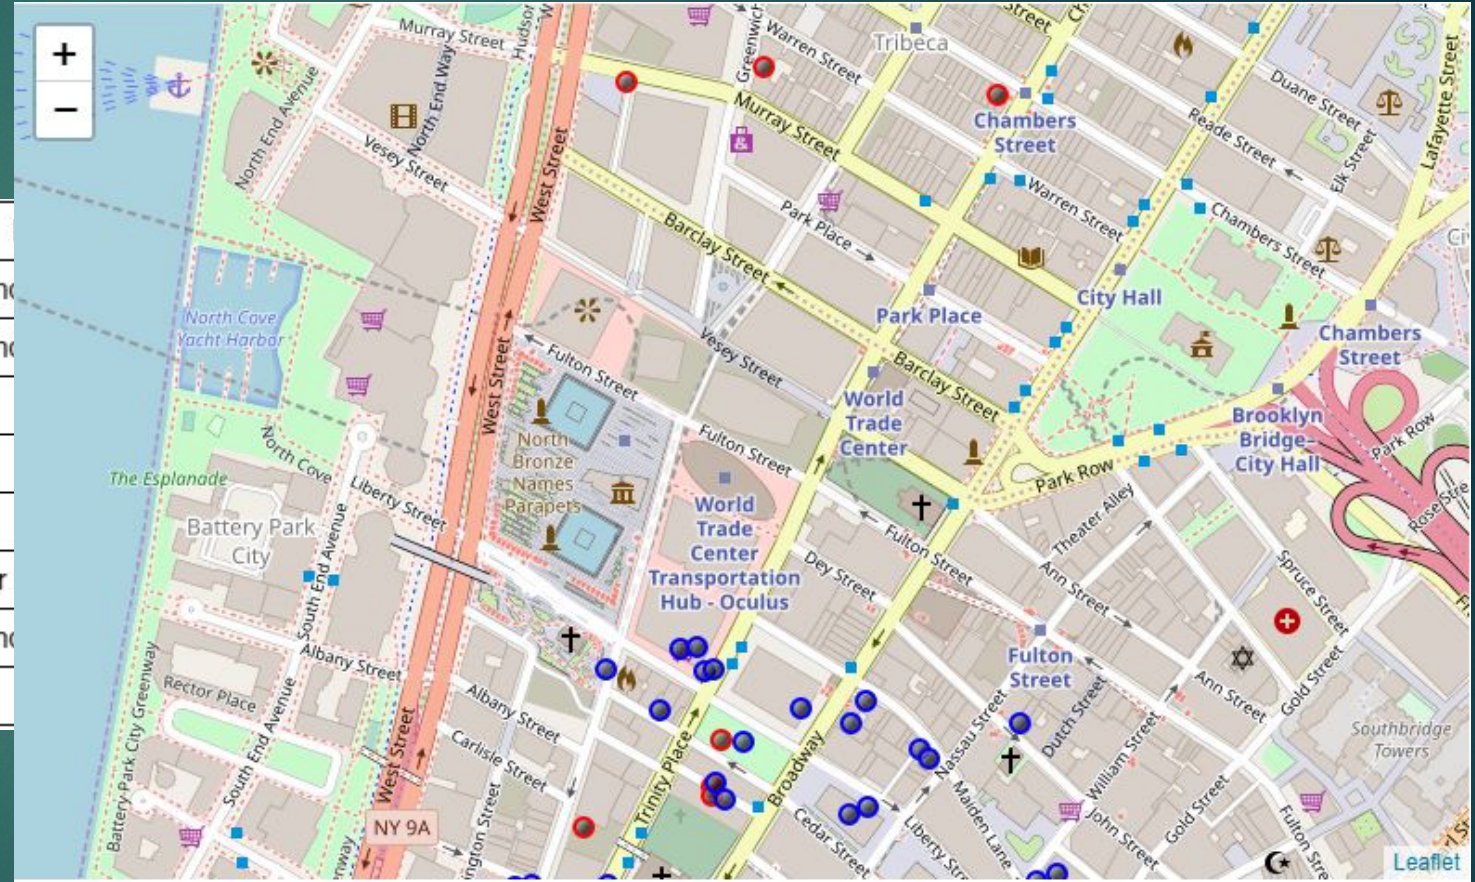 +
−
Murray Street
Hudson
W
Greenwich
Warren Street
Tribeca
Street
Ch
Duane Street
Lafayette Street
North End Avenue
North End Way
Vesey Street
West Street
Murray Street
Chambers
Street
Reade Street
Elk Street
Warren Street
Chambers Street
Park Place
Barclay Street
City Hall
Park Place
Chambers
Street
North Cove
Yacht Harbor
West Street
Fulton Street
Vesey Street
Barclay Street
World
Trade
Center
Brooklyn
Bridge–
City Hall
Park Row
North
Bronze
Names
Parapets
Fulton Street
Park Row
North Cove
The Esplanade
Liberty Street
Battery Park
City
South End Avenue
World
Trade
Center
Transportation
Hub - Oculus
Theater Alley
Fulton Street
Dey Street
Ann Street
Spruce Street
Albany Street
Rector Place
Fulton
Street
Ann Street
Gold Street
Albany Street
Carlisle Street
South End Avenue
Battery Park City Greenway
West Street
Trinity Place
Broadway
Nassau Street
Dutch Street
William Street
Southbridge
Towers
Maiden Lane
John Street
Gold Street
Fulton Stre
Cedar Street
Liberty St
NY 9A
ington Street
Leaflet